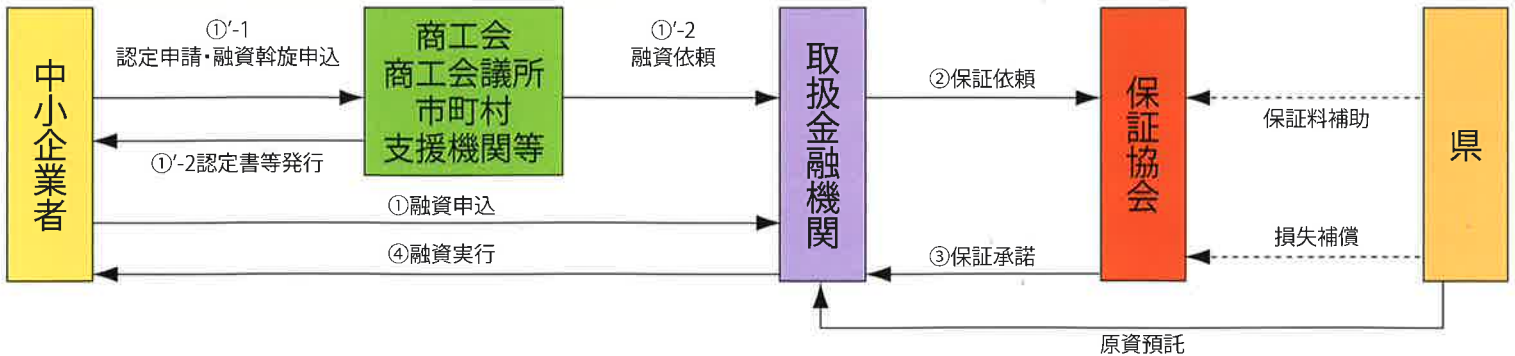 中小企業者
①′-1
認定申請・融資斡旋申込
商工会
商工会議所
市町村
支援機関等
①′-2
融資依頼
①′-2認定書等発行
①融資申込
④融資実行
取扱金融機関
②保証依頼
③保証承諾
保証協会
保証料補助
損失補償
県
原資預託